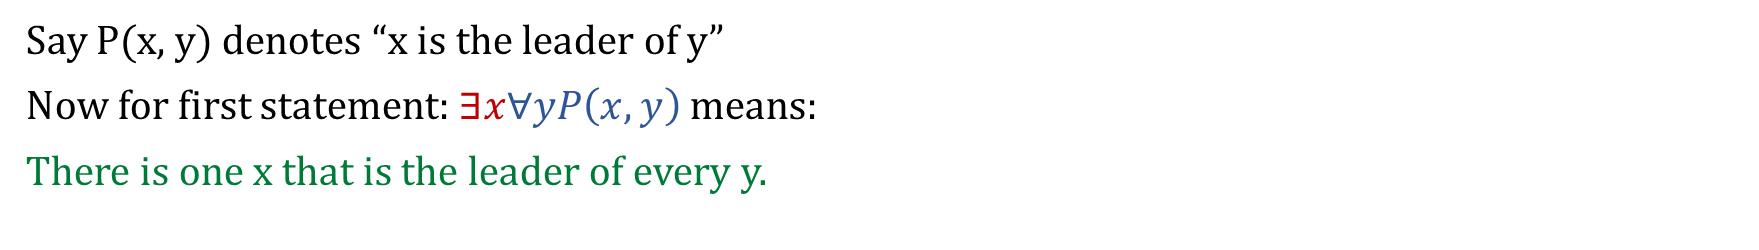 Say P(x, y) denotes “x is the leader of y”
Now for first statement: ∃x∀yP(x, y) means:
There is one x that is the leader of every y.